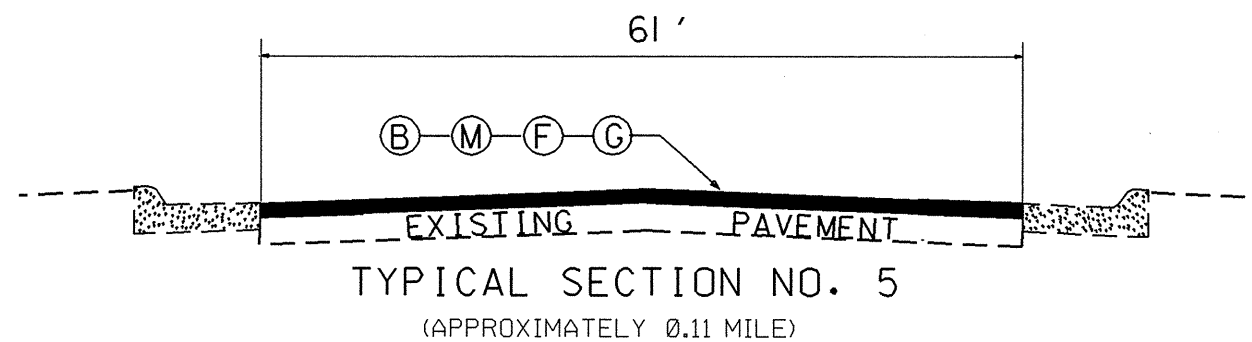 61'
B M F G
EXISTING PAVEMENT
TYPICAL SECTION NO. 5
(APPROXIMATELY 0.11 MILE)